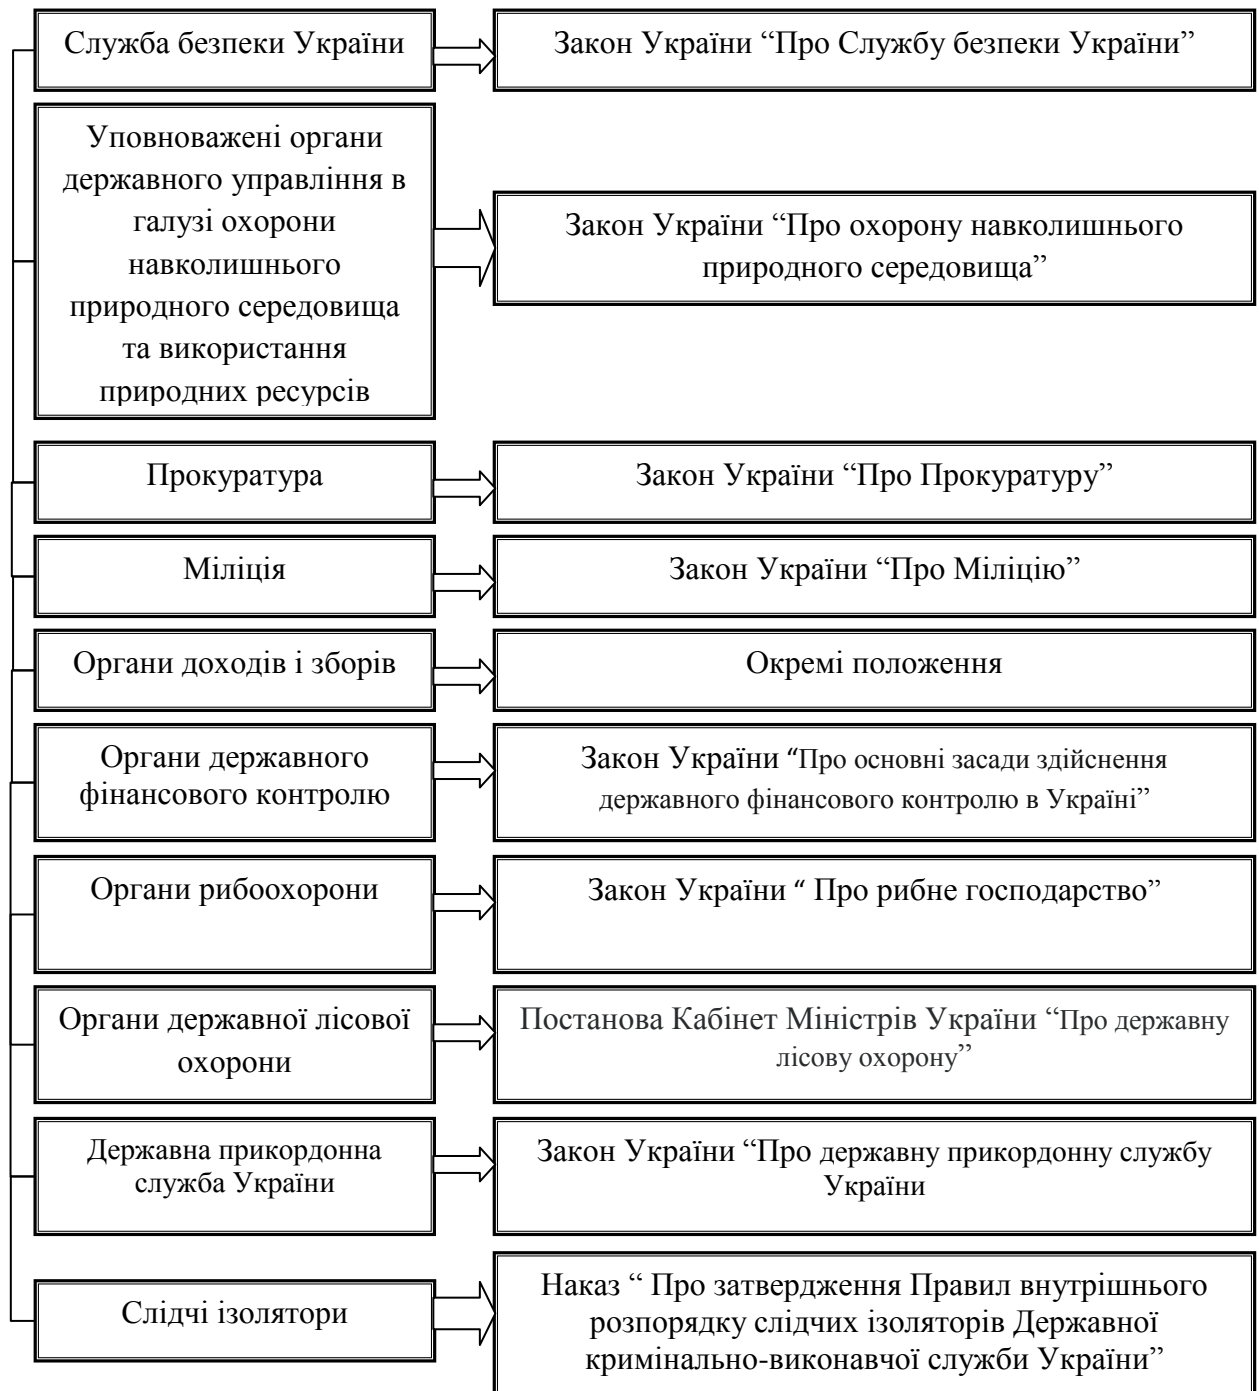 Служба безпеки України
Закон України “Про Службу безпеки України”
Уповноважені органи
державного управління в
галузі охорони
навколишнього
природного середовища
та використання
природних ресурсів
Закон України “Про охорону навколишнього
природного середовища”
Прокуратура
Закон України “Про Прокуратуру”
Міліція
Закон України “Про Міліцію”
Органи доходів і зборів
Окремі положення
Органи державного
фінансового контролю
Закон України “Про основні засади здійснення
державного фінансового контролю в Україні”
Органи рибоохорони
Закон України “ Про рибне господарство”
Органи державної лісової
охорони
Постанова Кабінет Міністрів України “Про державну
лісову охорону”
Державна прикордонна
служба України
Закон України “Про державну прикордонну службу
України
Слідчі ізолятори
Наказ “ Про затвердження Правил внутрішнього
розпорядку слідчих ізоляторів Державної
кримінально-виконавчої служби України”